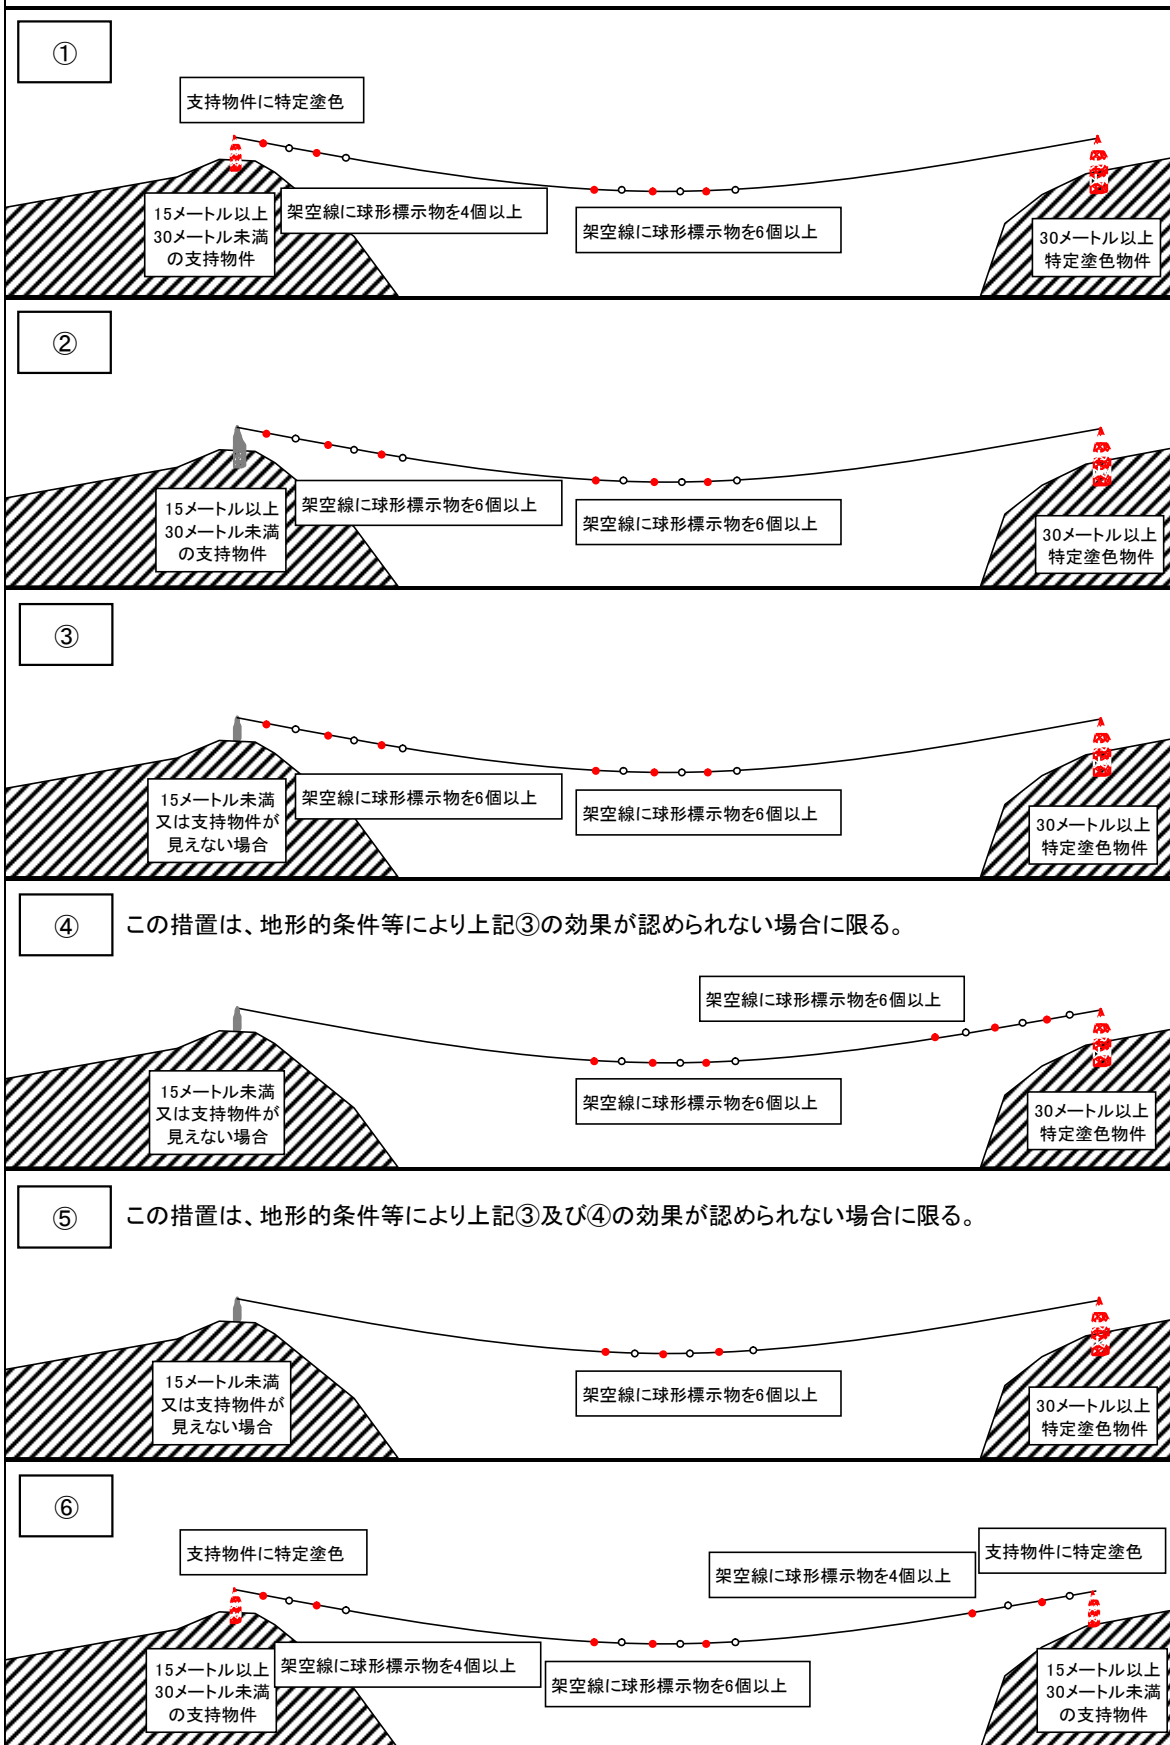 ①
支持物件に特定塗色
15メートル以上
30メートル未満
の支持物件
架空線に球形標示物を4個以上
架空線に球形標示物を6個以上
30メートル以上
特定塗色物件
②
15メートル以上
30メートル未満
の支持物件
架空線に球形標示物を6個以上
架空線に球形標示物を6個以上
30メートル以上
特定塗色物件
③
15メートル未満
又は支持物件が
見えない場合
架空線に球形標示物を6個以上
架空線に球形標示物を6個以上
30メートル以上
特定塗色物件
④
この措置は、地形的条件等により上記③の効果が認められない場合に限る。
架空線に球形標示物を6個以上
15メートル未満
又は支持物件が
見えない場合
架空線に球形標示物を6個以上
30メートル以上
特定塗色物件
⑤
この措置は、地形的条件等により上記③及び④の効果が認められない場合に限る。
15メートル未満
又は支持物件が
見えない場合
架空線に球形標示物を6個以上
30メートル以上
特定塗色物件
⑥
支持物件に特定塗色
架空線に球形標示物を4個以上
支持物件に特定塗色
15メートル以上
30メートル未満
の支持物件
架空線に球形標示物を4個以上
架空線に球形標示物を6個以上
15メートル以上
30メートル未満
の支持物件